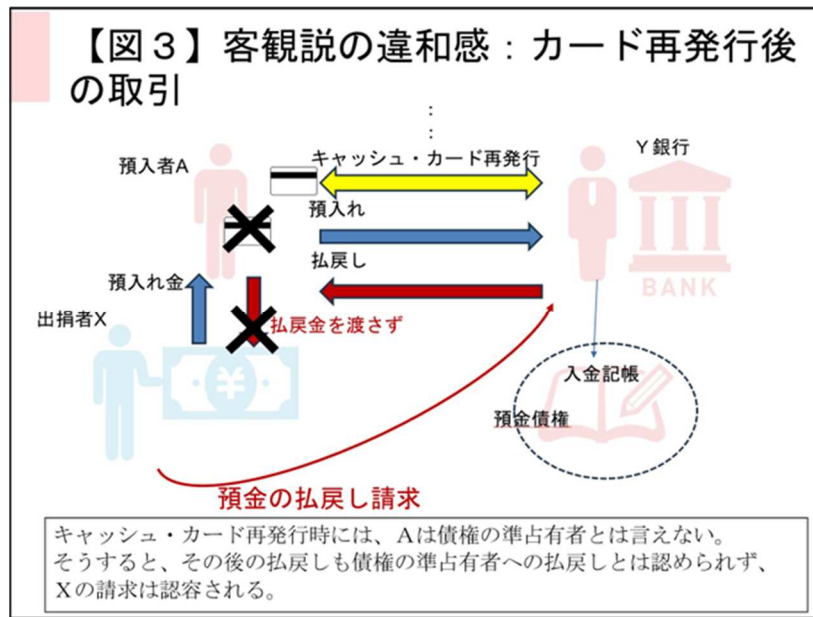 【図３】客観説の違和感：カード再発行後
の取引
：
：
預入者A
キャッシュ・カード再発行
Ｙ銀行
預入れ
払戻し
BANK
預入れ金
払戻金を渡さず
出捐者X
¥
入金記帳
預金債権
預金の払戻し請求
キャッシュ・カード再発行時には、Ａは債権の準占有者とは言えない。
そうすると、その後の払戻しも債権の準占有者への払戻しとは認められず、
Ｘの請求は認容される。